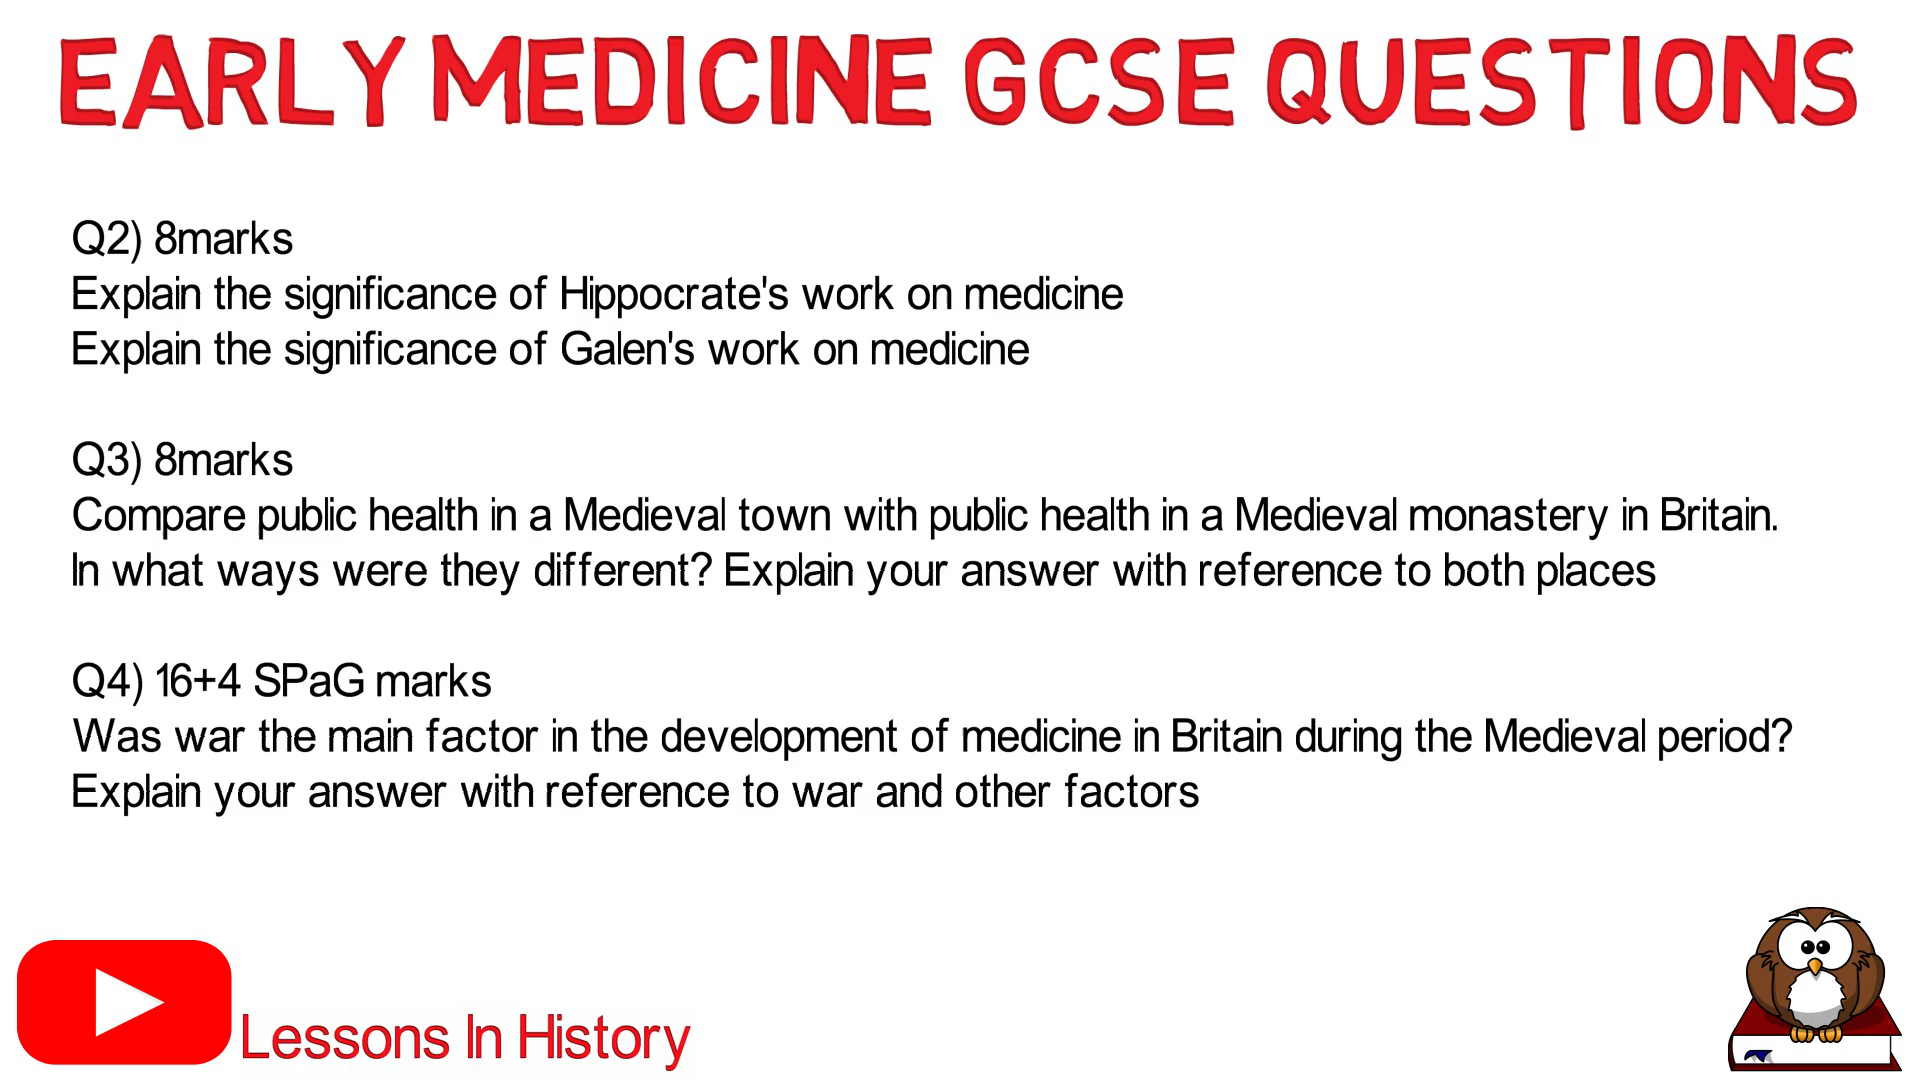 EARLY MEDICINE GCSE QUESTIONS
Q2) 8marks
Explain the significance of Hippocrate's work on medicine
Explain the significance of Galen's work on medicine
Q3) 8marks
Compare public health in a Medieval town with public health in a Medieval monastery in Britain.
In what ways were they different? Explain your answer with reference to both places
Q4) 16+4 SPaG marks
Was war the main factor in the development of medicine in Britain during the Medieval period?
Explain your answer with reference to war and other factors
Lessons In History